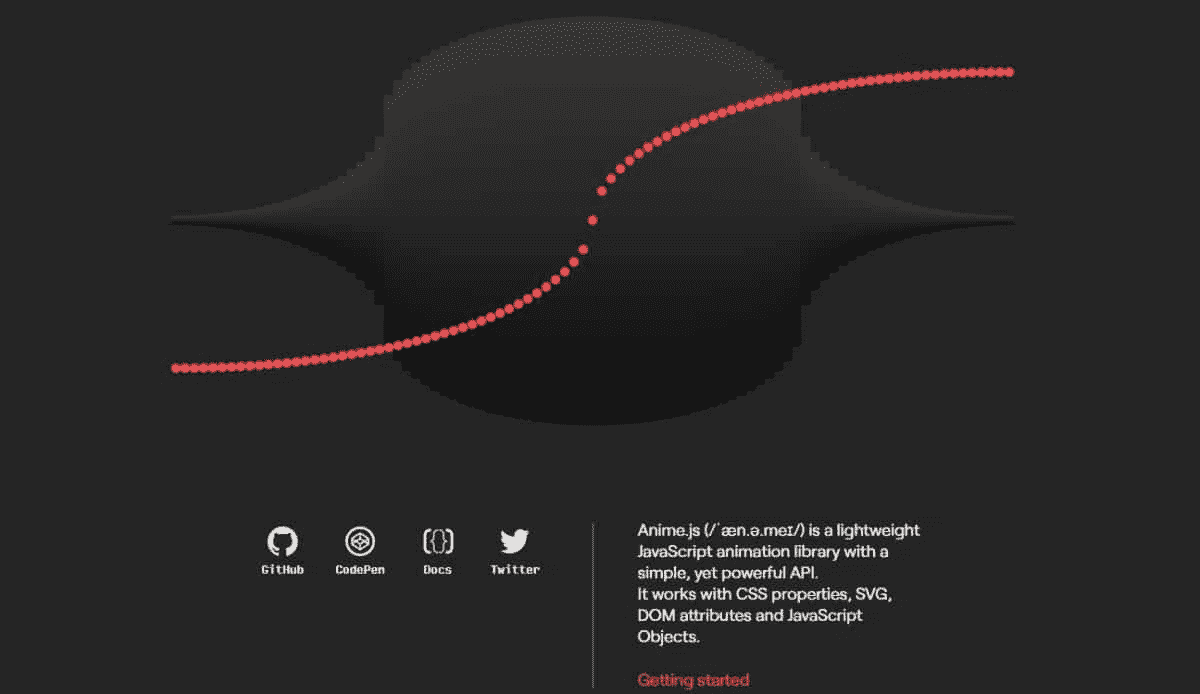 GitHub
CodePen
Docs
Twitter
Anime.js (/ˈæn.ə.meɪ/) is a lightweight
JavaScript animation library with a
simple, yet powerful API.
It works with CSS properties, SVG,
DOM attributes and JavaScript
Objects.
Getting started